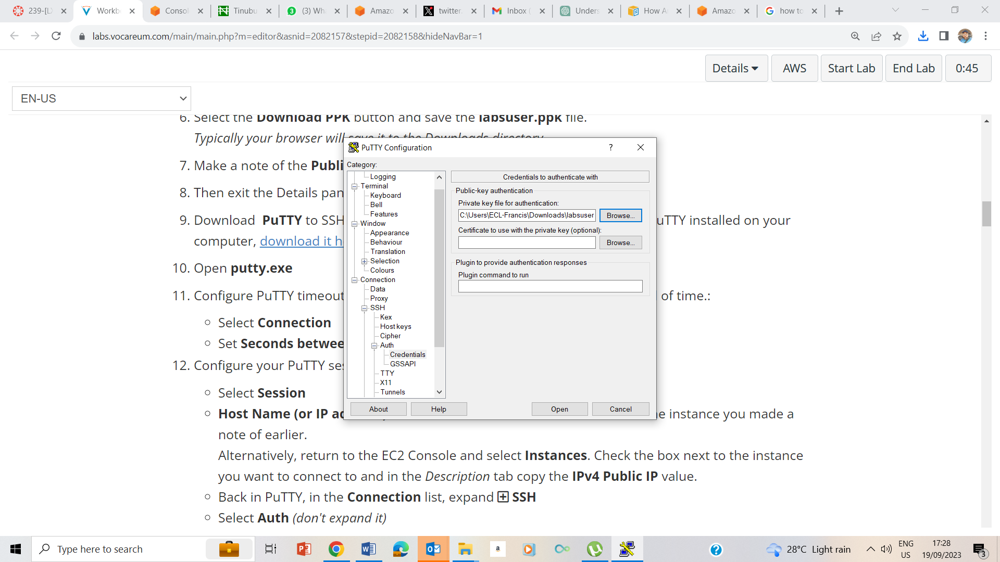 239-[LX
Workb
Consol
Tinubu
(3) Wh
Amazo
twitter.
Inbox (
Unders
How A
Amazo
how to
labs.vocareum.com/main/main.php?m=editor&asnid=2082157&stepid=2082158&hideNavBar=1
Details
AWS
Start Lab
End Lab
0:45
EN-US
6. Select the Download PPK button and save the labsuser.ppk file.
Typically your browser will save it to the Downloads directory.
7. Make a note of the Publi
8. Then exit the Details pan
9. Download PuTTY to SSH uTTY installed on your
computer, download it h
10. Open putty.exe
11. Configure PuTTY timeout of time.:
Select Connection
Set Seconds betwee
12. Configure your PuTTY ses
Select Session
Host Name (or IP ad e instance you made a
note of earlier.
Alternatively, return to the EC2 Console and select Instances. Check the box next to the instance
you want to connect to and in the Description tab copy the IPv4 Public IP value.
Back in PuTTY, in the Connection list, expand SSH
Select Auth (don't expand it)
PuTTY Configuration
?
Category:
Logging
Terminal
Keyboard
Bell
Features
Window
Appearance
Behaviour
Translation
Selection
Colours
Connection
Data
Proxy
SSH
Kex
Host keys
Cipher
Auth
Credentials
GSSAPI
TTY
X11
Tunnels
Credentials to authenticate with
Public-key authentication
Private key file for authentication:
C:\Users\ECL-Francis\Downloads\labsuser
Browse...
Certificate to use with the private key (optional):
Browse...
Plugin to provide authentication responses
Plugin command to run
About
Help
Open
Cancel
Type here to search
28°C Light rain
ENG
US
17:28
19/09/2023
3